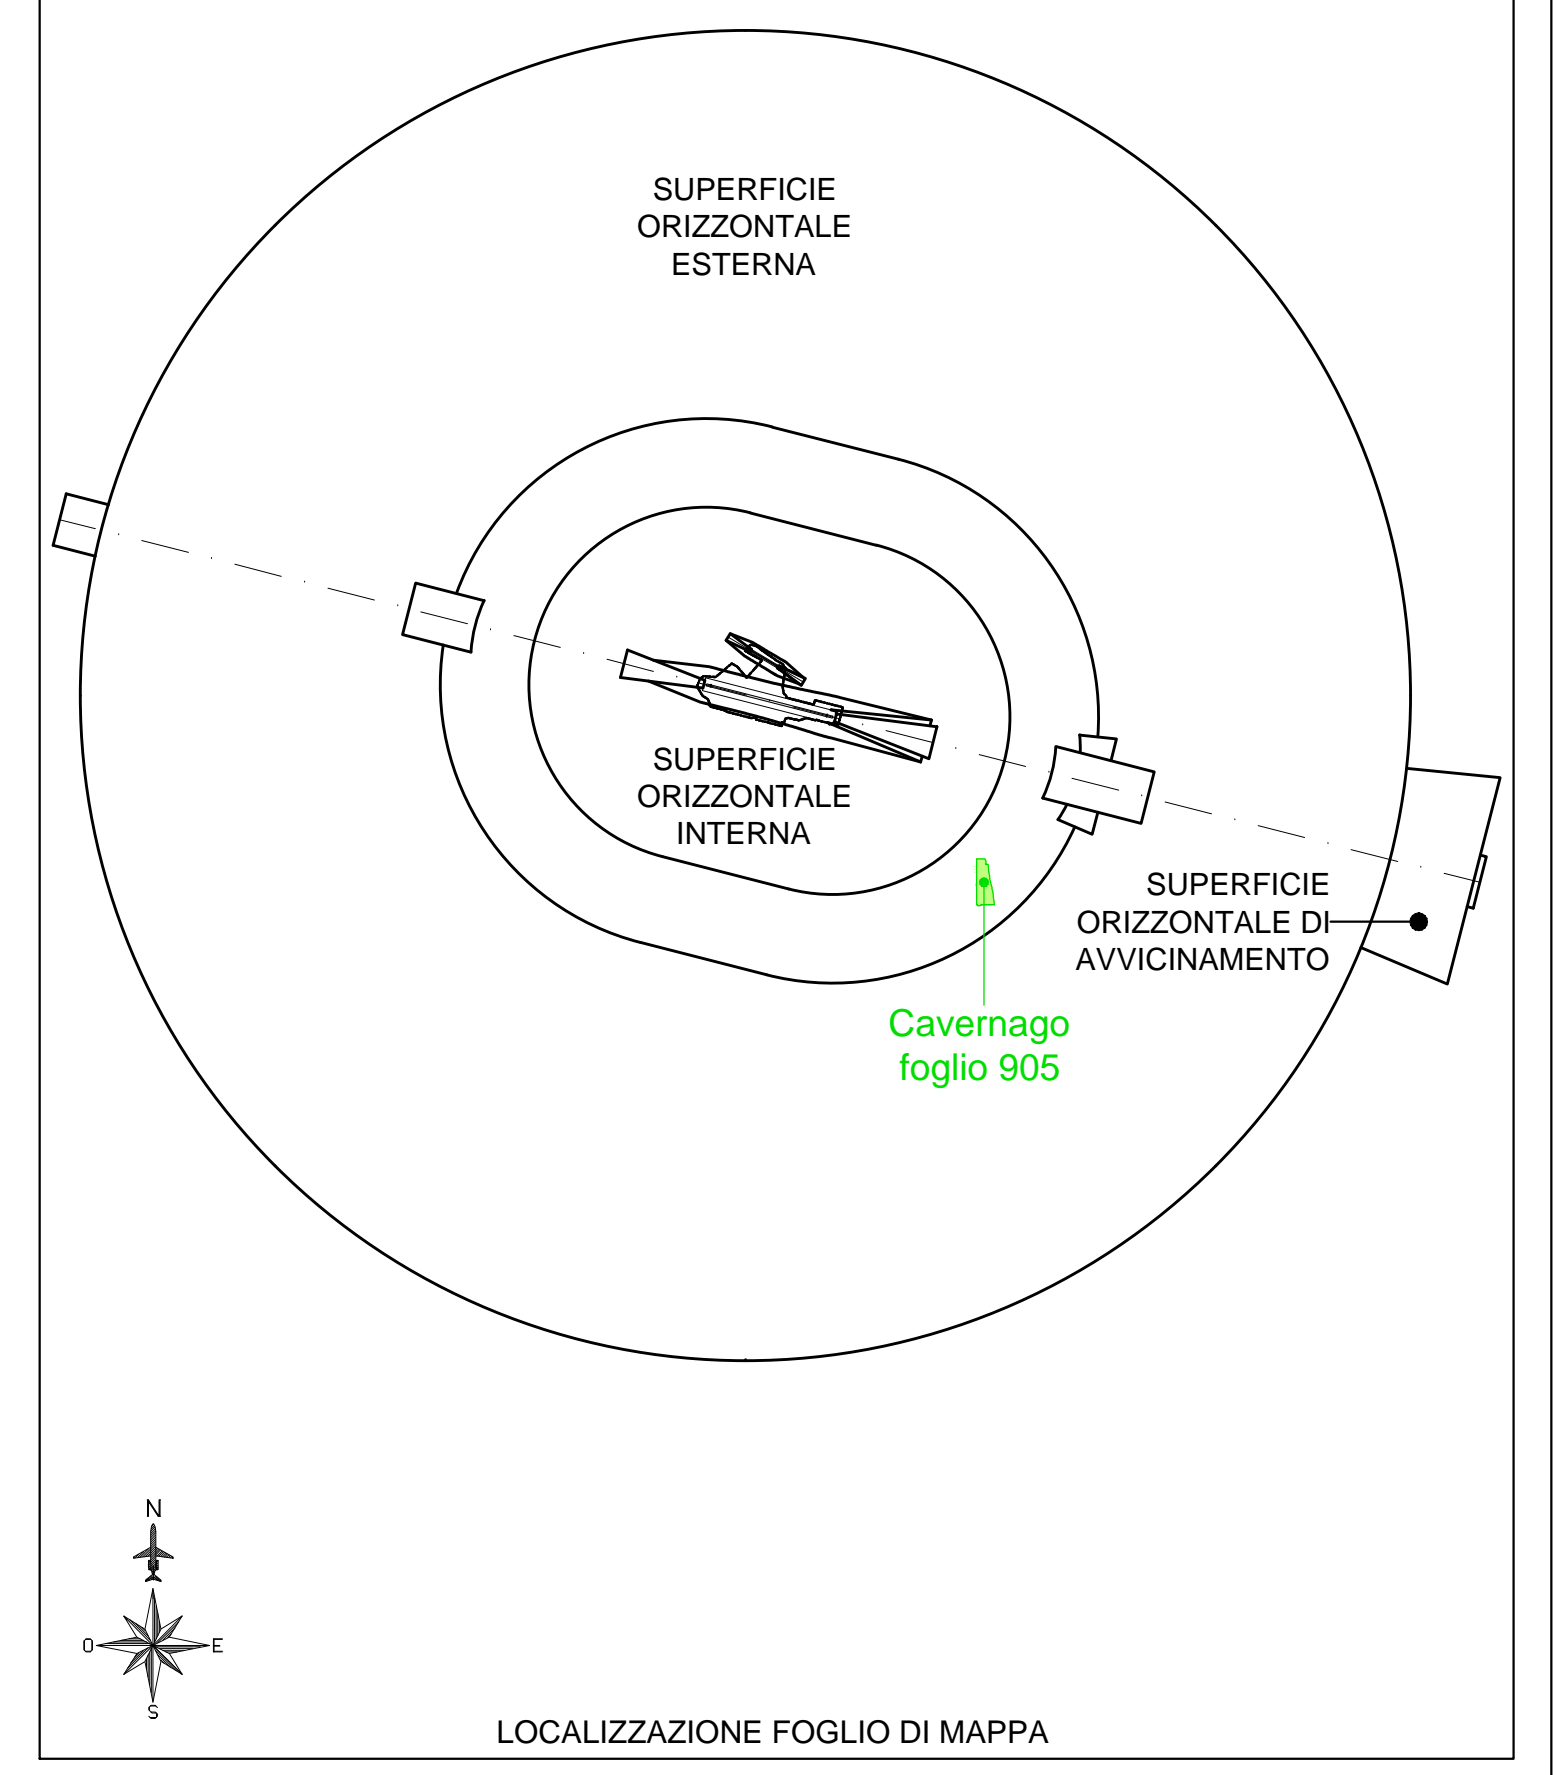 SUPERFICIE
ORIZZONTALE
ESTERNA
SUPERFICIE
ORIZZONTALE
INTERNA
SUPERFICIE
ORIZZONTALE DI
AVVICINAMENTO
Cavernago
foglio 905
N
O
E
S
LOCALIZZAZIONE FOGLIO DI MAPPA